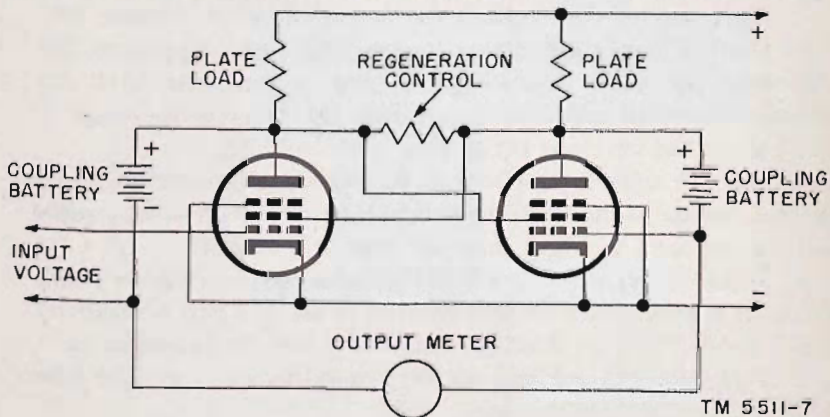 +
PLATE
LOAD
REGENERATION
CONTROL
PLATE
LOAD
+
COUPLING
BATTERY
+
COUPLING
BATTERY
INPUT
VOLTAGE
−
OUTPUT METER
TM 5511-7